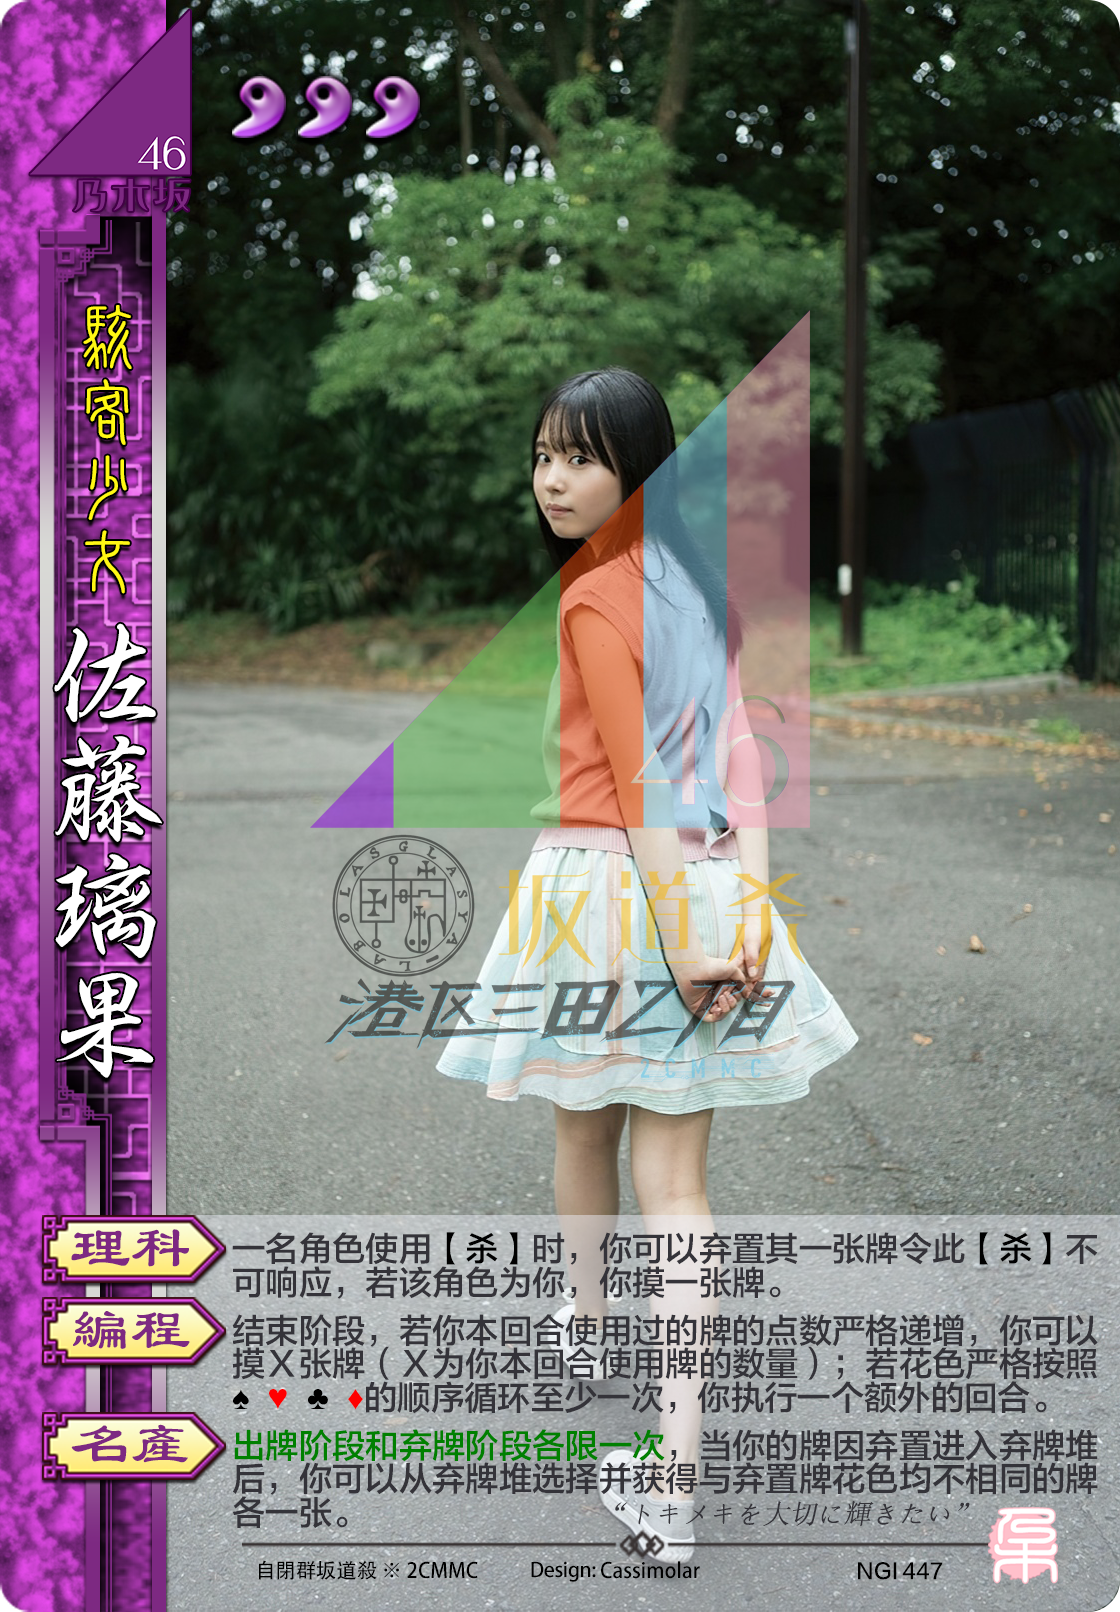 46
乃木坂
駭客少女
佐藤璃果
46
LABOLAS GLASYA
坂道杀
港区三田乙丁目
2CMMC
理科
一名角色使用【杀】时，你可以弃置其一张牌令此【杀】不
可响应，若该角色为你，你摸一张牌。
編程
结束阶段，若你本回合使用过的牌的点数严格递增，你可以
摸X张牌（X为你本回合使用牌的数量）；若花色严格按照
♠ ♥ ♣ ♦的顺序循环至少一次，你执行一个额外的回合。
名產
出牌阶段和弃牌阶段各限一次，当你的牌因弃置进入弃牌堆
后，你可以从弃牌堆选择并获得与弃置牌花色均不相同的牌
各一张。
“トキメキを大切に輝きたい”
自閉群坂道殺 ※ 2CMMC
Design: Cassimolar
NGI 447